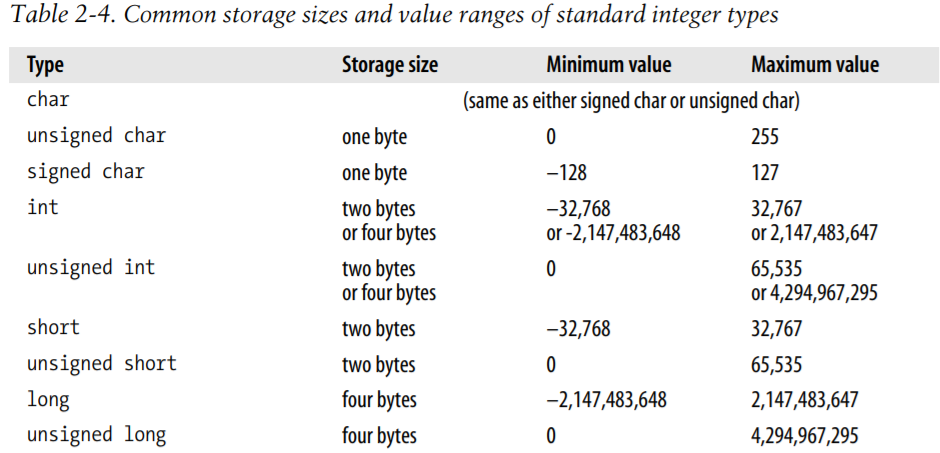 Table 2-4. Common storage sizes and value ranges of standard integer types
Type Storage size Minimum value Maximum value
char (same as either signed char or unsigned char)
unsigned char one byte 0 255
signed char one byte –128 127
int two bytes –32,768 32,767
or four bytes or -2,147,483,648 or 2,147,483,647
unsigned int two bytes 0 65,535
or four bytes or 4,294,967,295
short two bytes –32,768 32,767
unsigned short two bytes 0 65,535
long four bytes –2,147,483,648 2,147,483,647
unsigned long four bytes 0 4,294,967,295